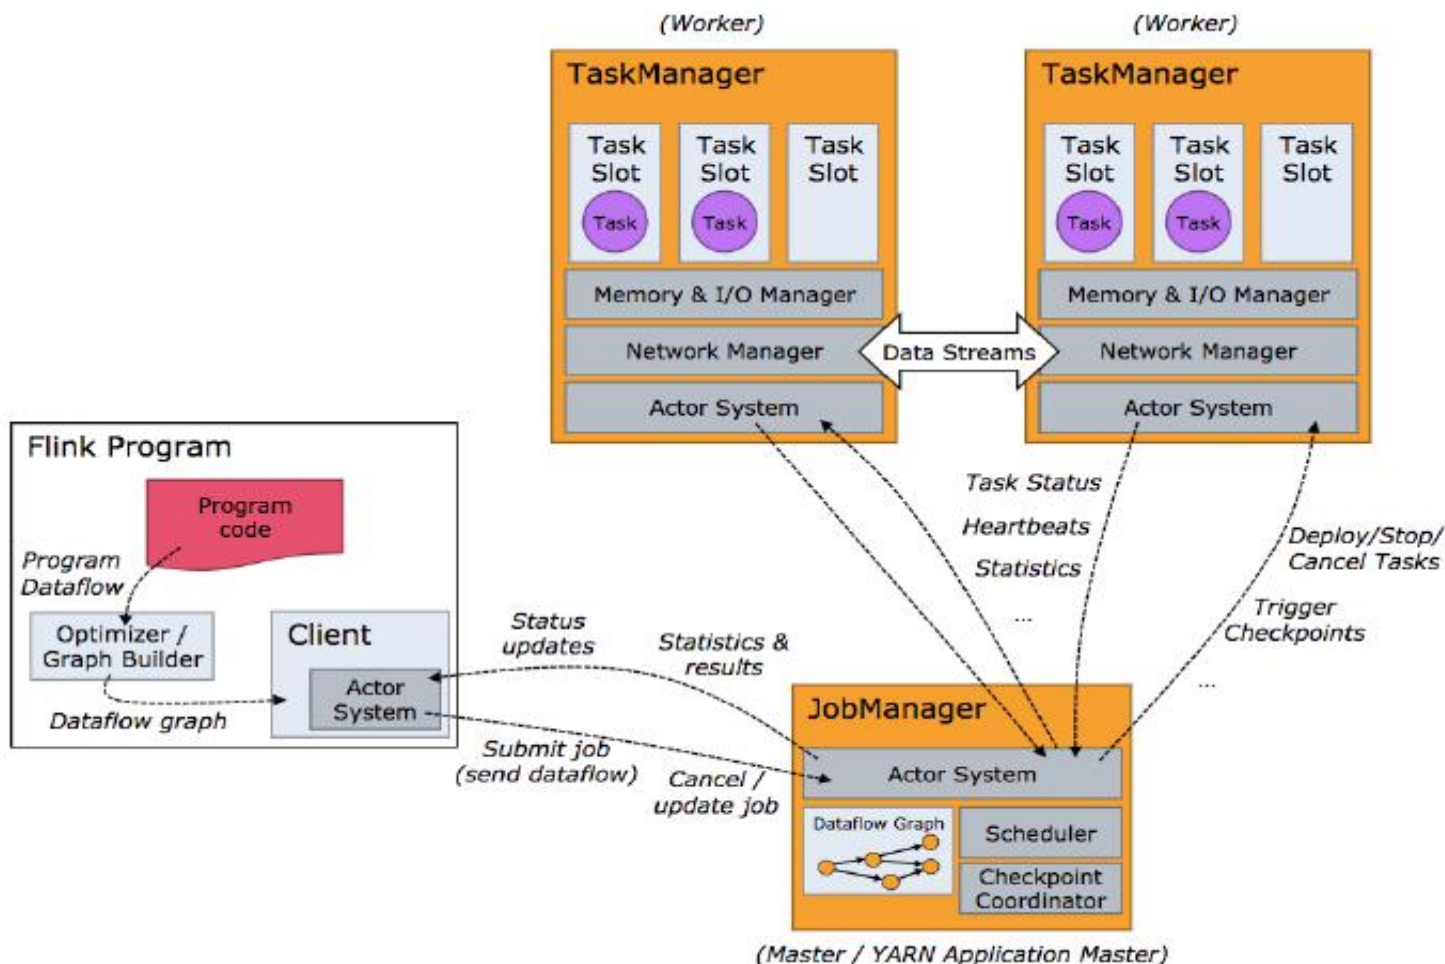 (Worker)
TaskManager
Task
Slot
Task
Task
Slot
Task
Task
Slot
Memory & I/O Manager
Network Manager
Actor System
(Worker)
TaskManager
Task
Slot
Task
Task
Slot
Task
Task
Slot
Memory & I/O Manager
Network Manager
Actor System
Data Streams
Flink Program
Program
code
Program
Dataflow
Optimizer /
Graph Builder
Dataflow graph
Client
Actor
System
Status
updates
Statistics &
results
Submit job
(send dataflow)
Cancel /
update job
Task Status
Heartbeats
Statistics
...
Deploy/Stop/
Cancel Tasks
Trigger
Checkpoints
...
JobManager
Actor System
Dataflow Graph
Scheduler
Checkpoint
Coordinator
(Master / YARN Application Master)